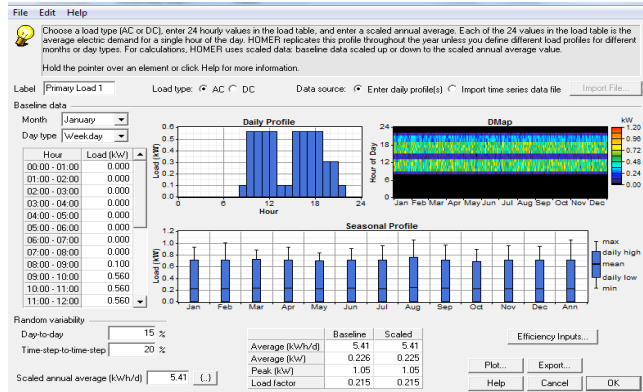 File Edit Help
Choose a load type (AC or DC), enter 24 hourly values in the load table, and enter a scaled annual average. Each of the 24 values in the load table is the
average electric demand for a single hour of the day. HOMER replicates this profile throughout the year unless you define different load profiles for different
months or day types. For calculations, HOMER uses scaled data: baseline data scaled up or down to the scaled annual average value.
Hold the pointer over an element or click Help for more information.
Label Primary Load 1 Load type: AC DC Data source: Enter daily profile(s) Import time series data file Import File...
Baseline data
Month January
Day type Weekday
Hour Load (kW)
00:00 - 01:00 0.000
01:00 - 02:00 0.000
02:00 - 03:00 0.000
03:00 - 04:00 0.000
04:00 - 05:00 0.000
05:00 - 06:00 0.000
06:00 - 07:00 0.000
07:00 - 08:00 0.000
08:00 - 09:00 0.100
09:00 - 10:00 0.560
10:00 - 11:00 0.560
11:00 - 12:00 0.560
Daily Profile
Load (kW)
0.6
0.5
0.4
0.3
0.2
0.1
0.0
0 6 12 18 24
Hour
DMap
Hour of Day
24
18
12
6
0
Jan Feb Mar Apr May Jun Jul Aug Sep Oct Nov Dec
kW
1.20
0.96
0.72
0.48
0.24
0.00
Seasonal Profile
Load (kW)
1.2
1.0
0.8
0.6
0.4
0.2
0.0
Jan Feb Mar Apr May Jun Jul Aug Sep Oct Nov Dec Ann
max
daily high
mean
daily low
min
Random variability
Day-to-day 15 %
Time-step-to-time-step 20 %
Scaled annual average (kWh/d) 5.41 {..}
Baseline Scaled
Average (kWh/d) 5.41 5.41
Average (kW) 0.226 0.225
Peak (kW) 1.05 1.05
Load factor 0.215 0.215
Efficiency Inputs...
Plot... Export...
Help Cancel OK